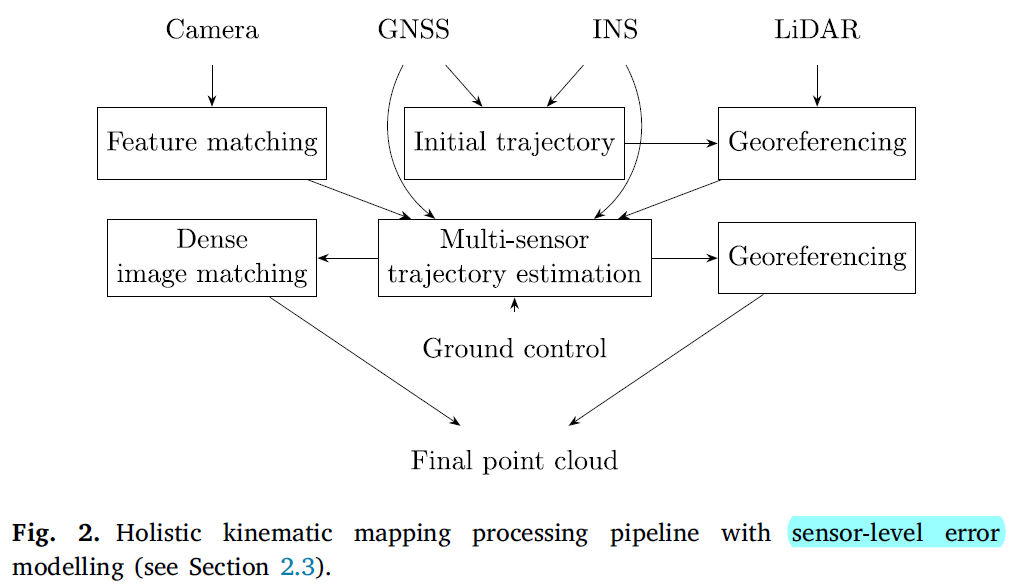 Camera
GNSS
INS
LiDAR
Feature matching
Initial trajectory
Georeferencing
Dense
image matching
Multi-sensor
trajectory estimation
Georeferencing
Ground control
Final point cloud
Fig. 2. Holistic kinematic mapping processing pipeline with sensor-level error
modelling (see Section 2.3).